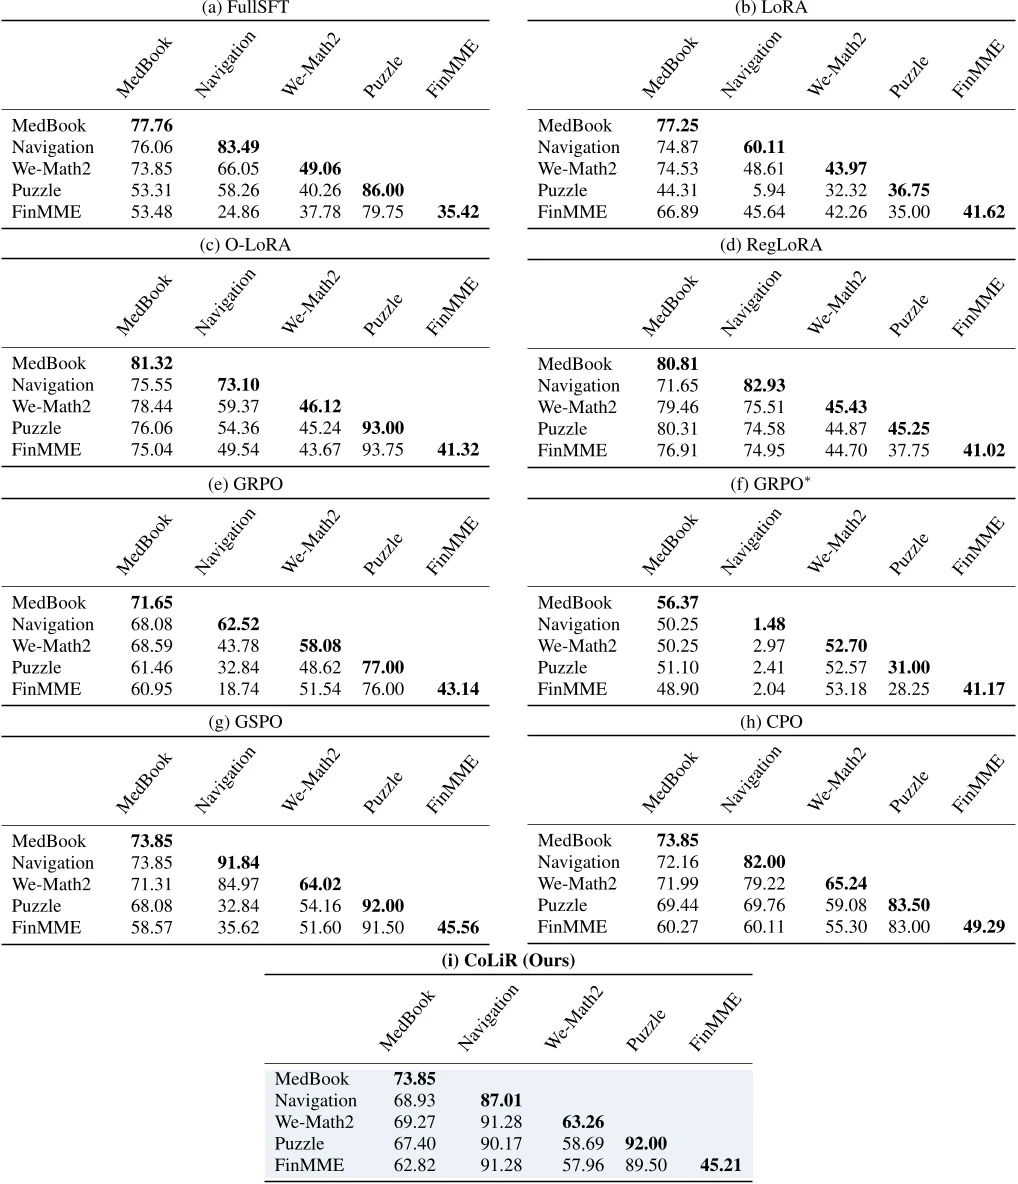 (a) FullSFT
MedBook Navigation We-Math2 Puzzle FinMME
MedBook 77.76
Navigation 76.06 83.49
We-Math2 73.85 66.05 49.06
Puzzle 53.31 58.26 40.26 86.00
FinMME 53.48 24.86 37.78 79.75 35.42
(b) LoRA
MedBook Navigation We-Math2 Puzzle FinMME
MedBook 77.25
Navigation 74.87 60.11
We-Math2 74.53 48.61 43.97
Puzzle 44.31 5.94 32.32 36.75
FinMME 66.89 45.64 42.26 35.00 41.62
(c) O-LoRA
MedBook Navigation We-Math2 Puzzle FinMME
MedBook 81.32
Navigation 75.55 73.10
We-Math2 78.44 59.37 46.12
Puzzle 76.06 54.36 45.24 93.00
FinMME 75.04 49.54 43.67 93.75 41.32
(d) RegLoRA
MedBook Navigation We-Math2 Puzzle FinMME
MedBook 80.81
Navigation 71.65 82.93
We-Math2 79.46 75.51 45.43
Puzzle 80.31 74.58 44.87 45.25
FinMME 76.91 74.95 44.70 37.75 41.02
(e) GRPO
MedBook Navigation We-Math2 Puzzle FinMME
MedBook 71.65
Navigation 68.08 62.52
We-Math2 68.59 43.78 58.08
Puzzle 61.46 32.84 48.62 77.00
FinMME 60.95 18.74 51.54 76.00 43.14
(f) GRPO*
MedBook Navigation We-Math2 Puzzle FinMME
MedBook 56.37
Navigation 50.25 1.48
We-Math2 50.25 2.97 52.70
Puzzle 51.10 2.41 52.57 31.00
FinMME 48.90 2.04 53.18 28.25 41.17
(g) GSPO
MedBook Navigation We-Math2 Puzzle FinMME
MedBook 73.85
Navigation 73.85 91.84
We-Math2 71.31 84.97 64.02
Puzzle 68.08 32.84 54.16 92.00
FinMME 58.57 35.62 51.60 91.50 45.56
(h) CPO
MedBook Navigation We-Math2 Puzzle FinMME
MedBook 73.85
Navigation 72.16 82.00
We-Math2 71.99 79.22 65.24
Puzzle 69.44 69.76 59.08 83.50
FinMME 60.27 60.11 55.30 83.00 49.29
(i) CoLiR (Ours)
MedBook Navigation We-Math2 Puzzle FinMME
MedBook 73.85
Navigation 68.93 87.01
We-Math2 69.27 91.28 63.26
Puzzle 67.40 90.17 58.69 92.00
FinMME 62.82 91.28 57.96 89.50 45.21